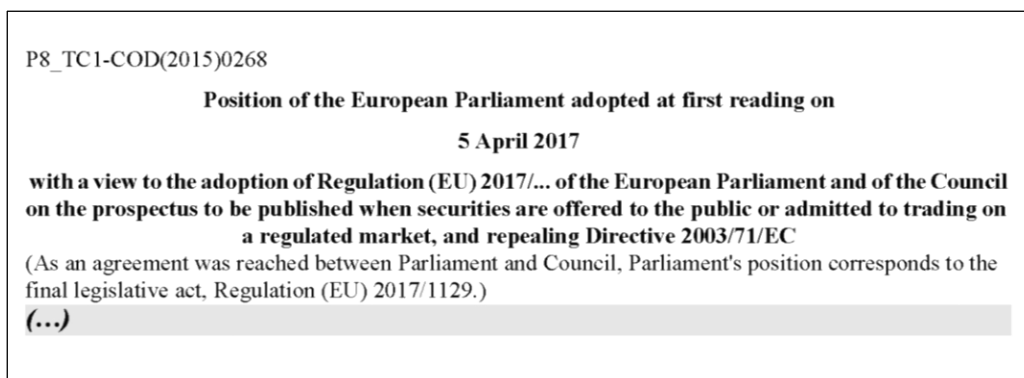 P8_TC1-COD(2015)0268
Position of the European Parliament adopted at first reading on
5 April 2017
with a view to the adoption of Regulation (EU) 2017/... of the European Parliament and of the Council
on the prospectus to be published when securities are offered to the public or admitted to trading on
a regulated market, and repealing Directive 2003/71/EC
(As an agreement was reached between Parliament and Council, Parliament's position corresponds to the
final legislative act, Regulation (EU) 2017/1129.)
(...)